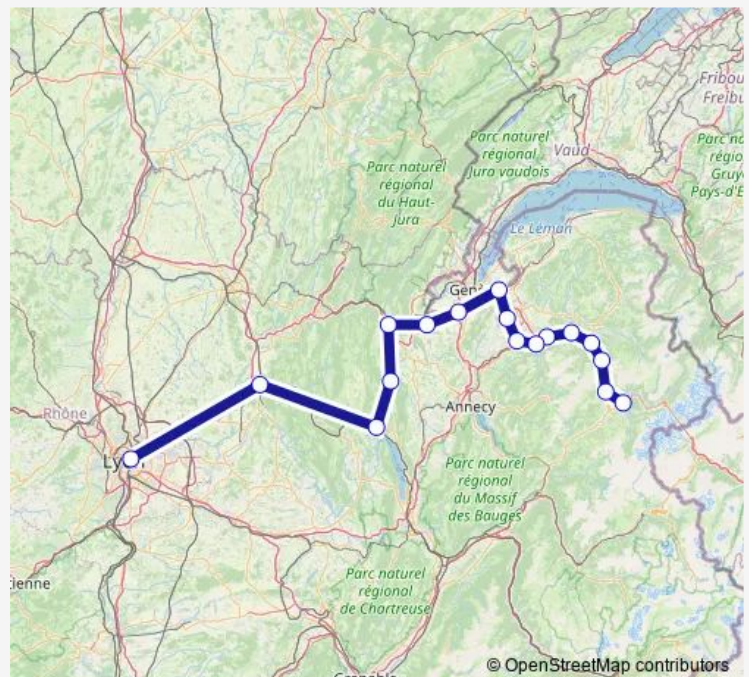 Fribou
Freibu
Parc naturel
régional
Jura vaudois
Vaud
Parc na
régio
Gruy
Pays-d'E
Parc naturel
régional
du Haut-
Jura
Le Léman
Gen
Rhône
Annecy
Ly
Parc naturel
régional
du Massif
des Bauges
Parc naturel
régional
de Chartreuse
tienne
© OpenStreetMap contributors